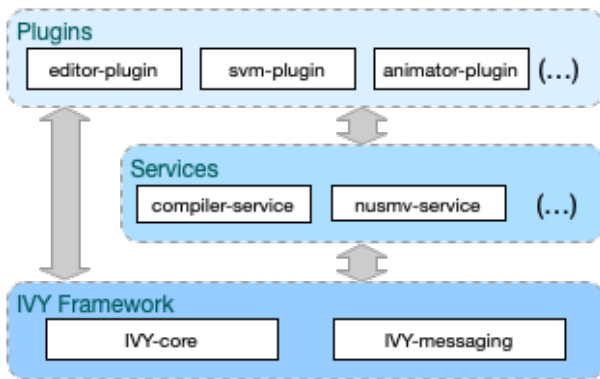 Plugins
editor-plugin svm-plugin animator-plugin (...)
Services
compiler-service nusmv-service (...)
IVY Framework
IVY-core IVY-messaging